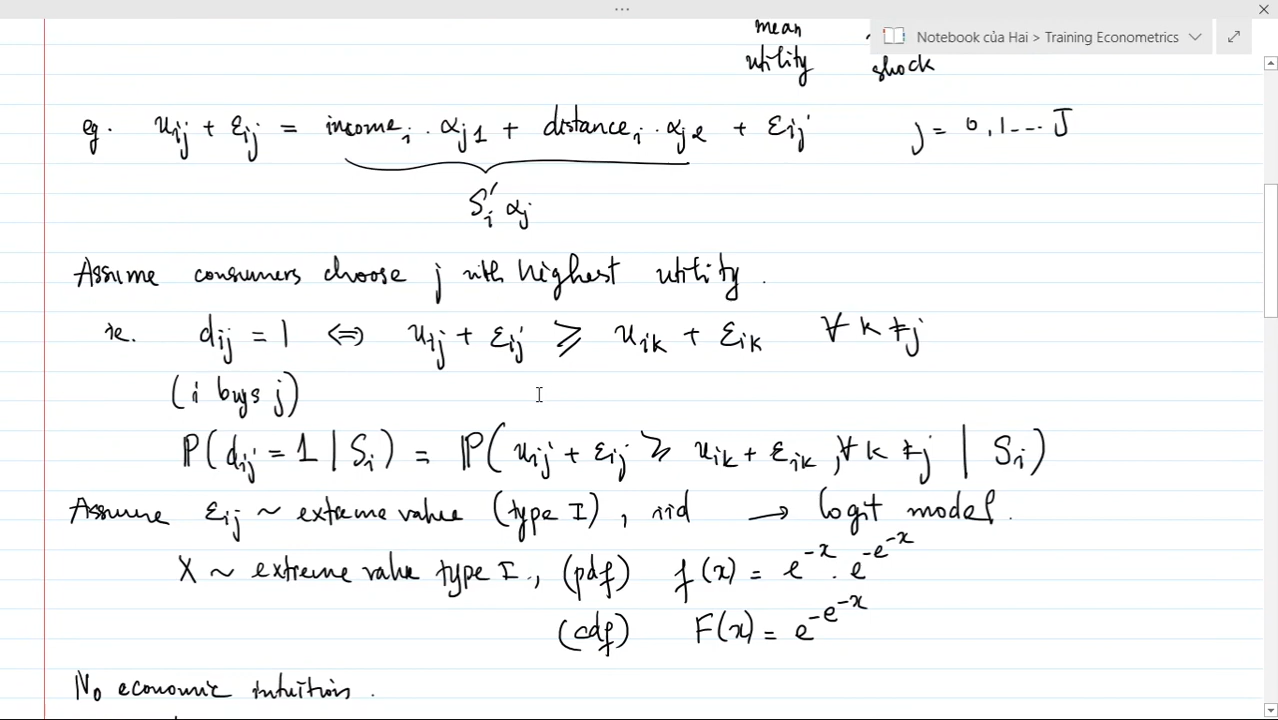 Notebook của Hai > Training Econometrics
mean
utility shock
eg. u_ij + ε_ij = income_i . α_j1 + distance_i . α_j2 + ε_ij j = 0,1--- J
S_i' α_j
Assume consumers choose j with highest utility.
ie. d_ij = 1 ⇔ u_ij + ε_ij ⩾ u_ik + ε_ik ∀ k ≠ j
(i buys j)
P(d_ij = 1 | S_i) = P(u_ij + ε_ij ⩾ u_ik + ε_ik, ∀ k ≠ j | S_i)
Assume ε_ij ~ extreme value (type I), iid → logit model.
X ~ extreme value type I., (pdf) f(x) = e^{-x} . e^{-e^{-x}}
(cdf) F(x) = e^{-e^{-x}}
No economic intuition.